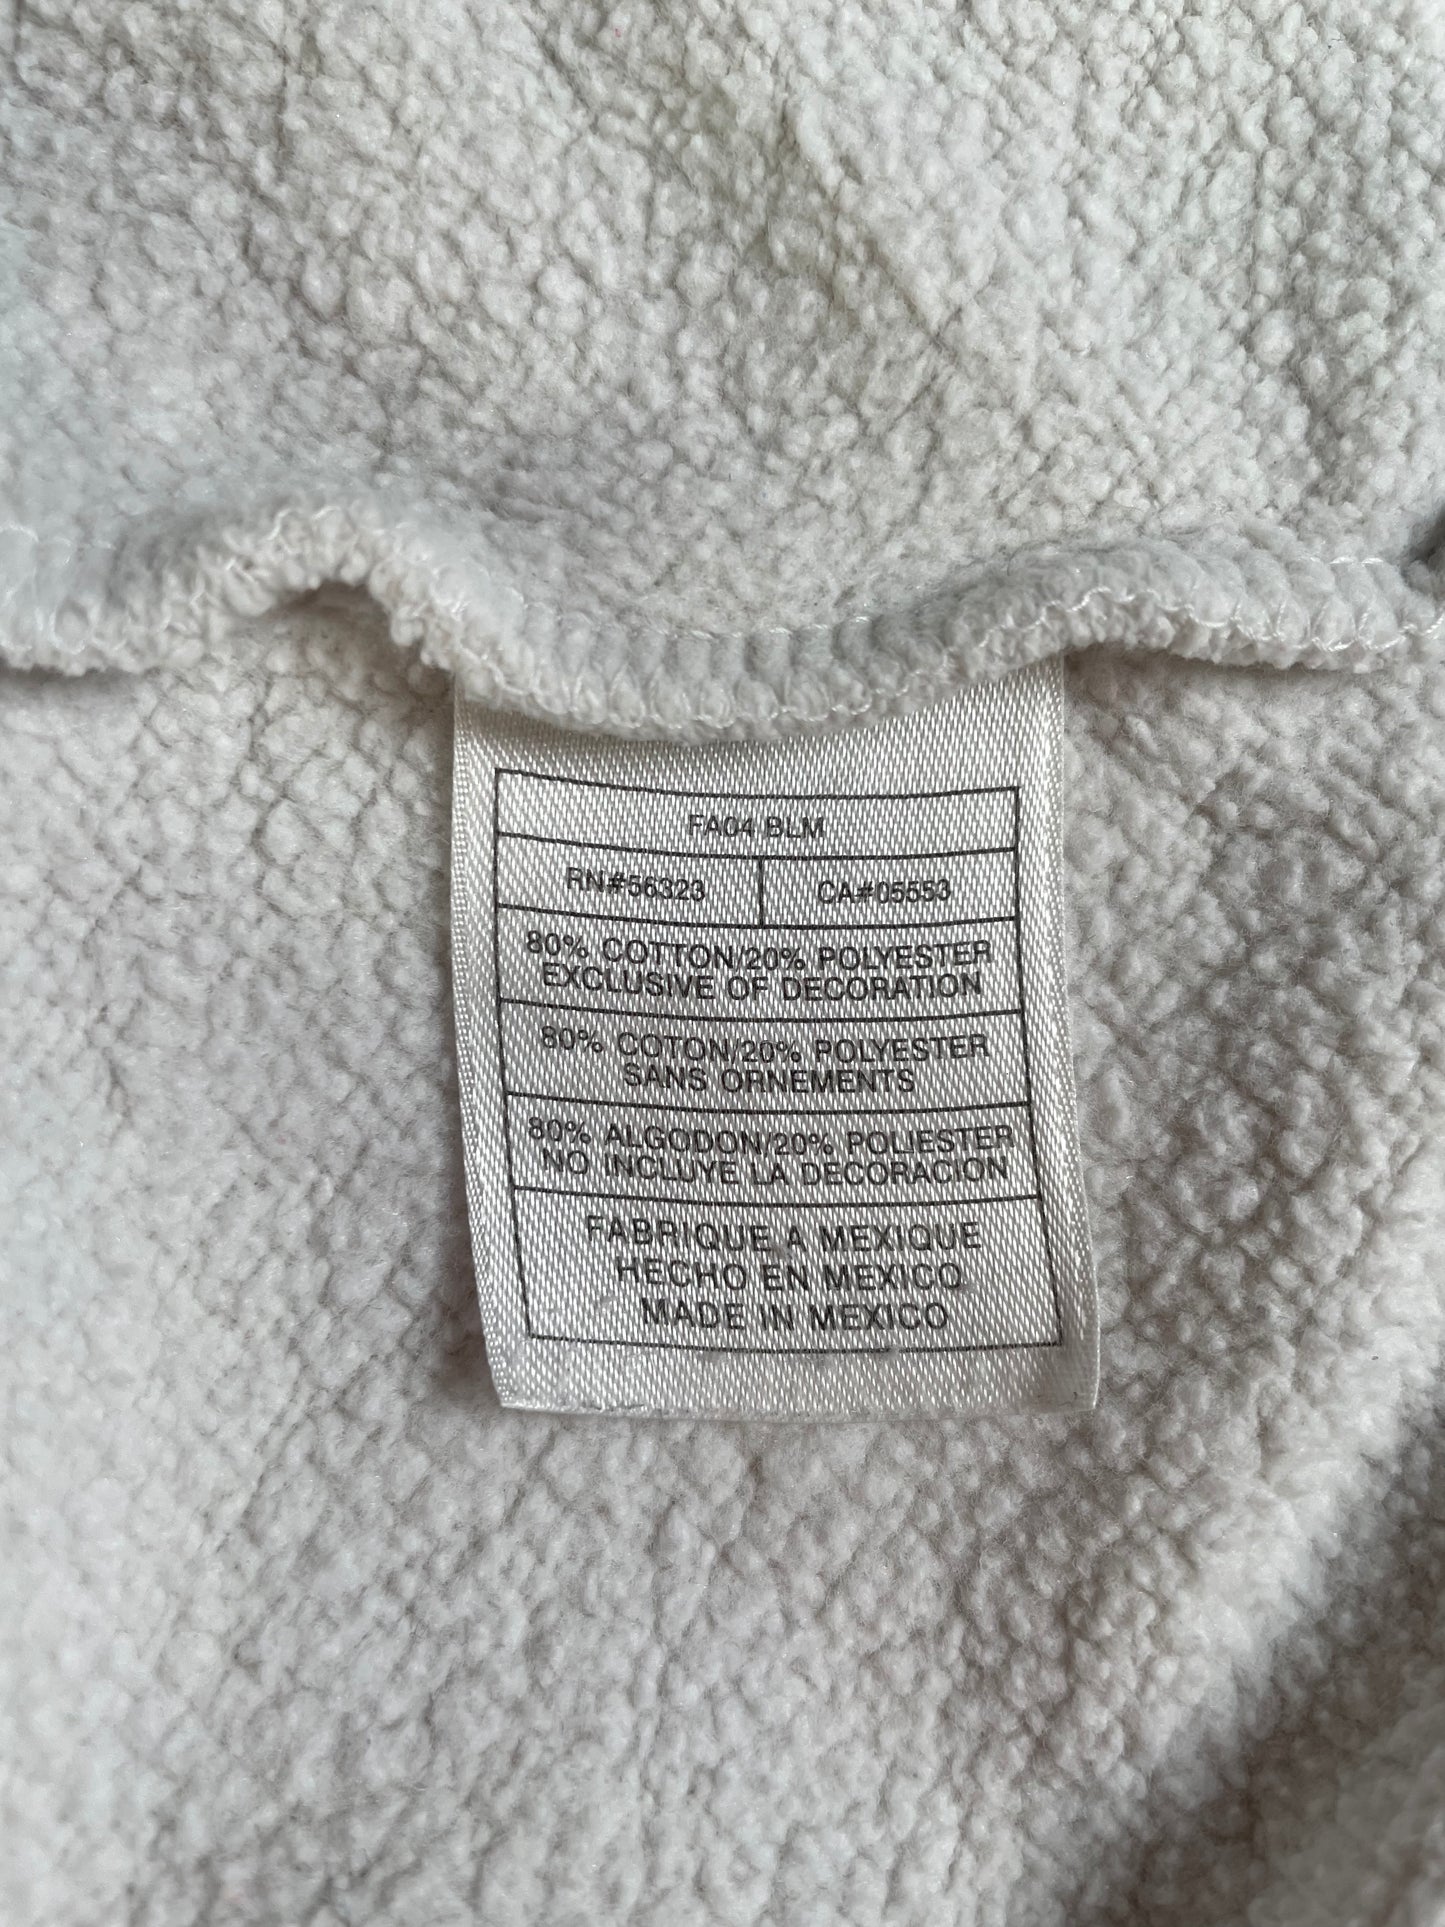 FA04 BLM
RN#56323 CA#05553
80% COTTON/20% POLYESTER
EXCLUSIVE OF DECORATION
80% COTON/20% POLYESTER
SANS ORNEMENTS
80% ALGODON/20% POLIESTER
NO INCLUYE LA DECORACION
FABRIQUE A MEXIQUE
HECHO EN MEXICO
MADE IN MEXICO